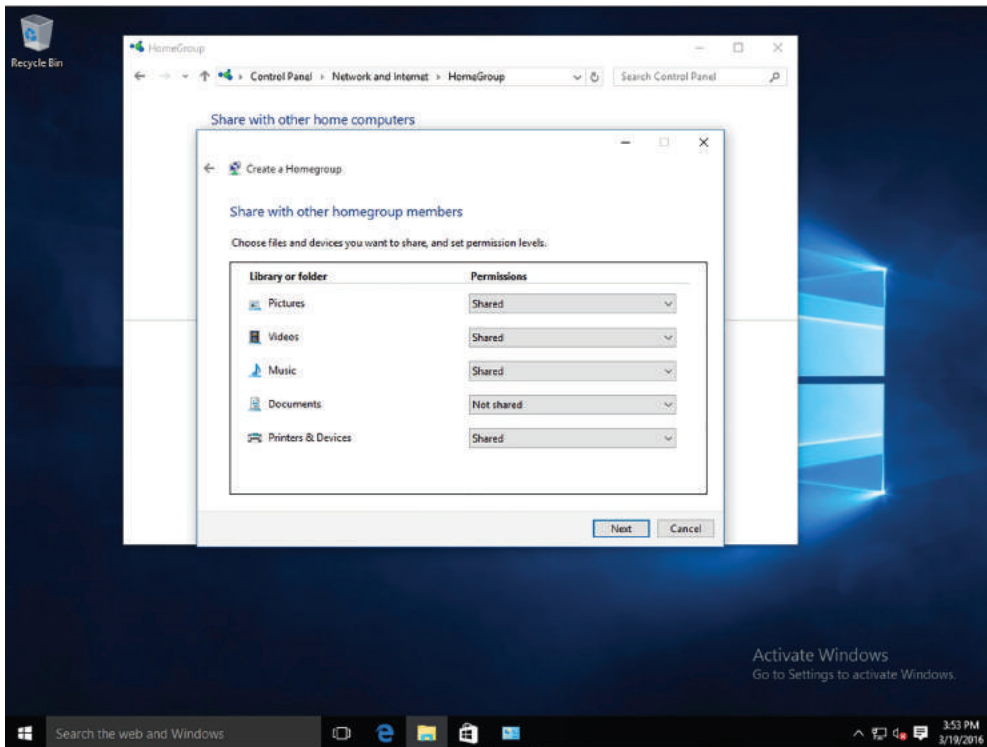 Recycle Bin
HomeGroup
Control Panel › Network and Internet › HomeGroup
Search Control Panel
Share with other home computers
Create a Homegroup
Share with other homegroup members
Choose files and devices you want to share, and set permission levels.
Library or folder Permissions
Pictures Shared
Videos Shared
Music Shared
Documents Not shared
Printers & Devices Shared
Next Cancel
Activate Windows
Go to Settings to activate Windows.
Search the web and Windows
3:53 PM
3/19/2016